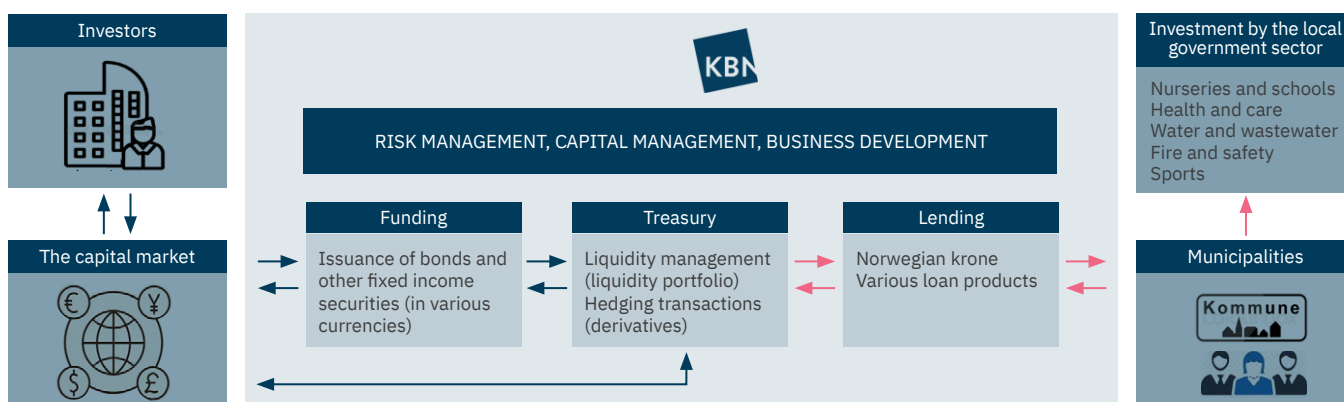 Investors
The capital market
€
¥
$
£
KBN
RISK MANAGEMENT, CAPITAL MANAGEMENT, BUSINESS DEVELOPMENT
Funding
Issuance of bonds and
other fixed income
securities (in various
currencies)
Treasury
Liquidity management
(liquidity portfolio)
Hedging transactions
(derivatives)
Lending
Norwegian krone
Various loan products
Investment by the local
government sector
Nurseries and schools
Health and care
Water and wastewater
Fire and safety
Sports
Municipalities
Kommune